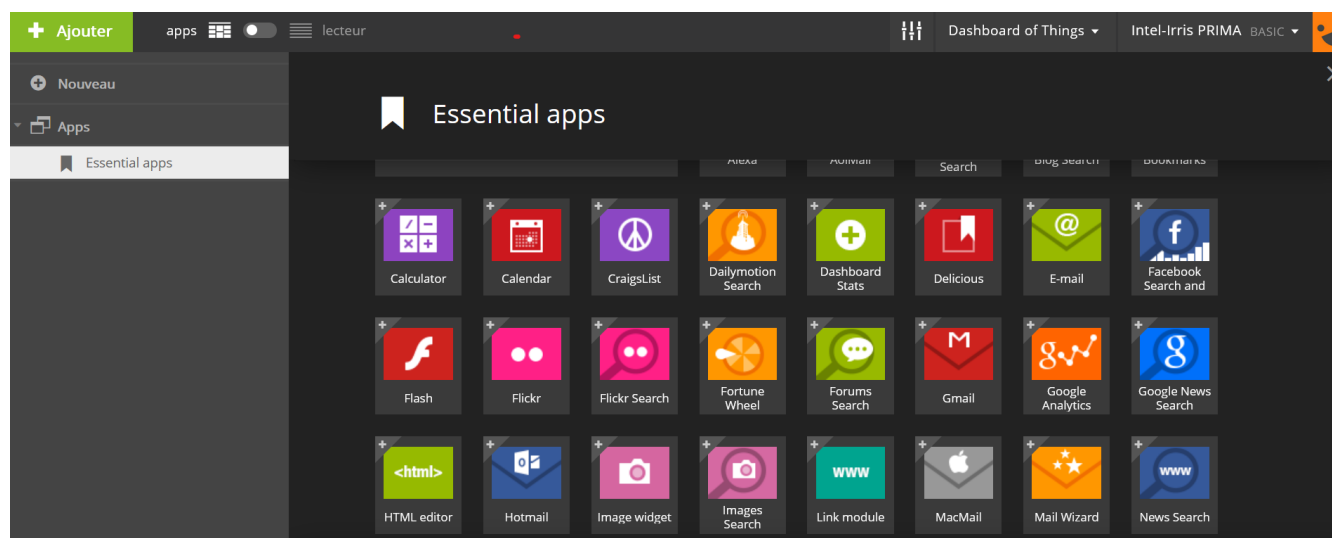 Ajouter apps lecteur Dashboard of Things Intel-Irris PRIMA BASIC
Nouveau
Apps
Essential apps
Essential apps
Alexa AolMail Search Blog Search Bookmarks
Calculator Calendar CraigsList Dailymotion Search Dashboard Stats Delicious @ E-mail f Facebook Search and
Flash Flickr Flickr Search Fortune Wheel Forums Search M Gmail g Google Analytics g Google News Search
<html> HTML editor Hotmail Image widget Images Search www Link module MacMail Mail Wizard www News Search